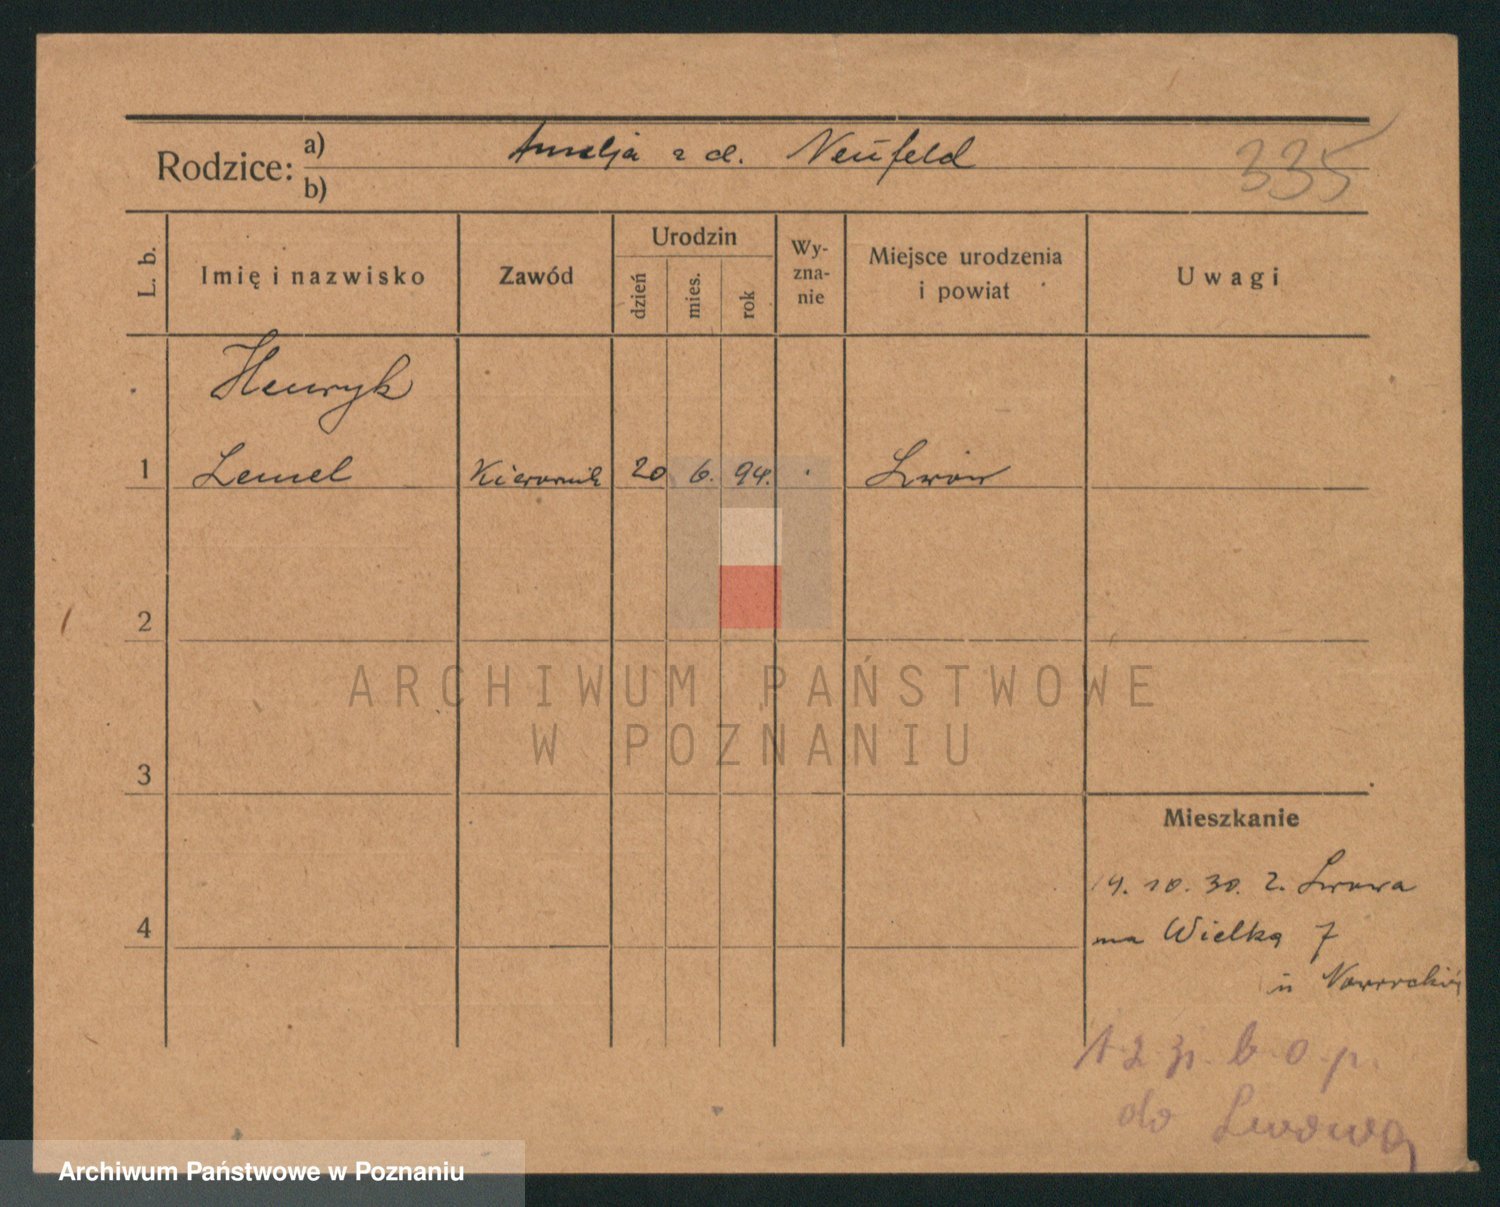 Rodzice: a) Amalja z d. Neufeld
b)
335
L. b.
Imię i nazwisko
Zawód
Urodzin
dzień
mies.
rok
Wy-
zna-
nie
Miejsce urodzenia
i powiat
Uwagi
Henryk
1 Lemel Kierownik 20 6. 94. Lwów
2
3
4
Mieszkanie
14. 10. 30. z. Lwowa
na Wielką 7
u
do Lwowa
ARCHIWUM PAŃSTWOWE
W POZNANIU
Archiwum Państwowe w Poznaniu